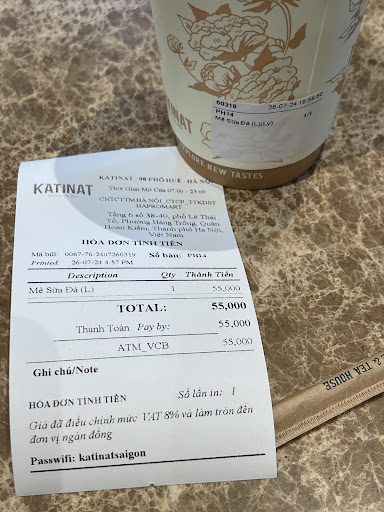 60319 26-07-24 16:58:52
PH14 1/1
Mê Sữa Đá (L)(LV)
KATINAT
EXPLORE NEW TASTES
KATINAT - 98 PHỐ HUẾ - HÀ NỘI
KATINAT
Thời Gian Mở Cửa 07:00 - 23:00
CNTCTTM HÀ NỘI_CTCP_TTKDST
HAPROMART
Tầng 6 số 38-40, phố Lê Thái
Tổ, Phường Hàng Trống, Quận
Hoàn Kiếm, Thành phố Hà Nội,
Việt Nam
HÓA ĐƠN TÍNH TIỀN
Mã bill: 0067-76-2407260319 Số bàn: PH14
Printed: 26-07-24 4:57 PM
Description Qty Thành Tiền
Mê Sữa Đá (L) 1 55,000
TOTAL: 55,000
Thanh Toán Pay by: 55,000
ATM_VCB 55,000
Ghi chú/Note
HÓA ĐƠN TÍNH TIỀN Số lần in: 1
Giá đã điều chỉnh mức VAT 8% và làm tròn đến
đơn vị ngàn đồng
Passwifi: katinatsaigon
& TEA HOUSE